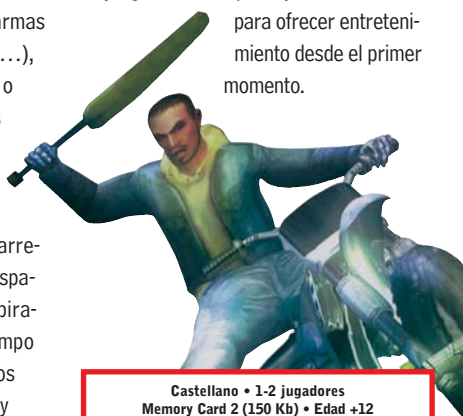 armas
…),
o
para ofrecer entreteni-
miento desde el primer
momento.
arre-
spa-
pira-
mpo
os
y
Castellano • 1-2 jugadores
Memory Card 2 (150 Kb) • Edad +12